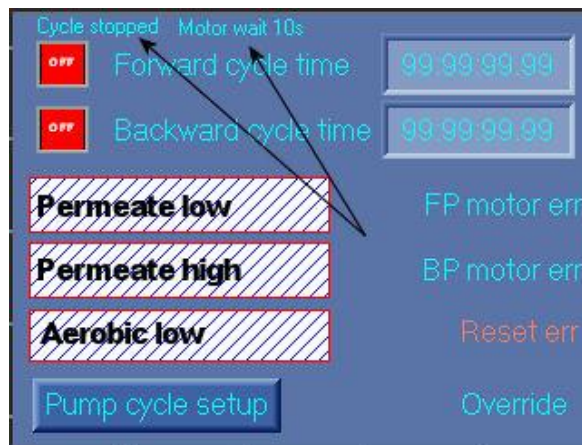 Cycle stopped Motor wait 10s
OFF Forward cycle time 99:99:99.99
OFF Backward cycle time 99:99:99.99
Permeate low FP motor err
Permeate high BP motor err
Aerobic low Reset err
Pump cycle setup Override